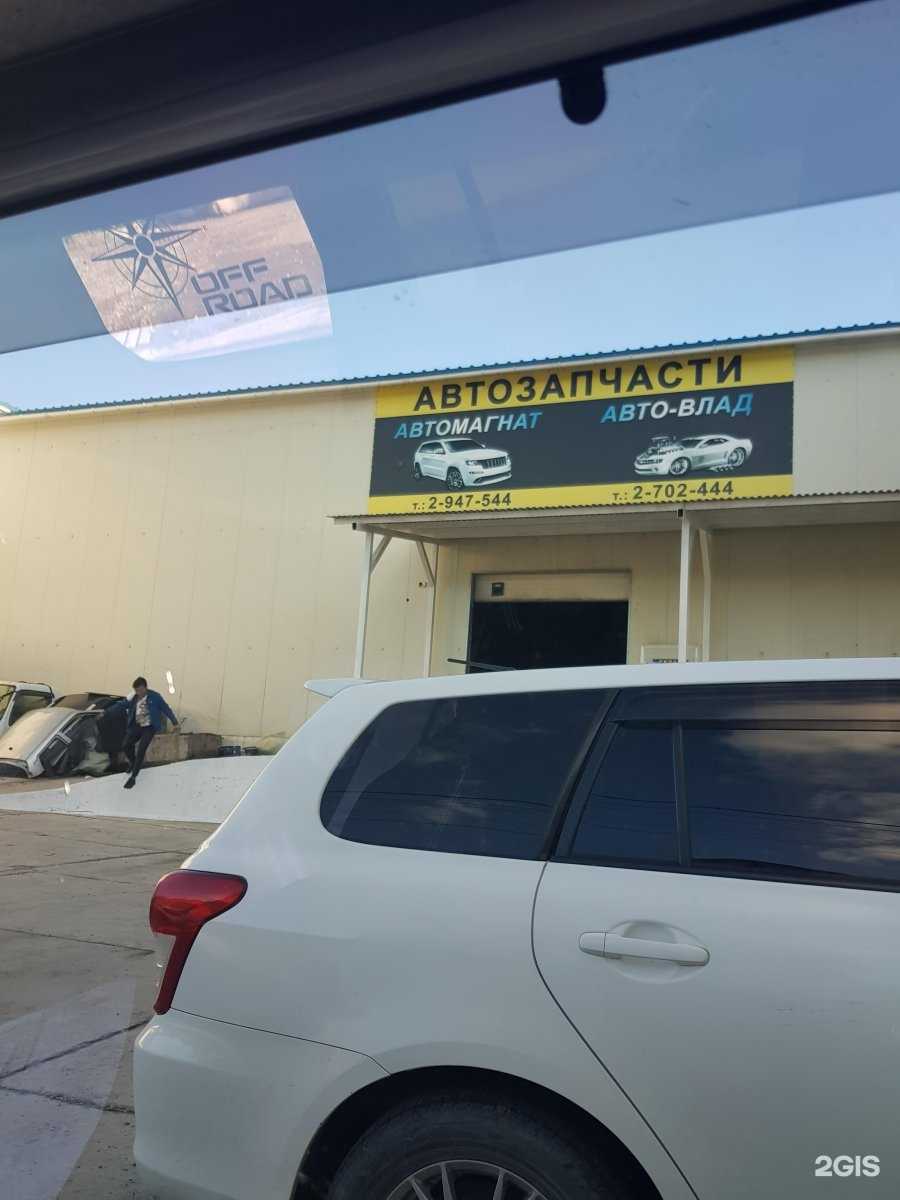 OFF
ROAD
АВТОЗАПЧАСТИ
АВТОМАГНАТ
АВТО-ВЛАД
т.: 2-947-544
т.: 2-702-444
2GIS